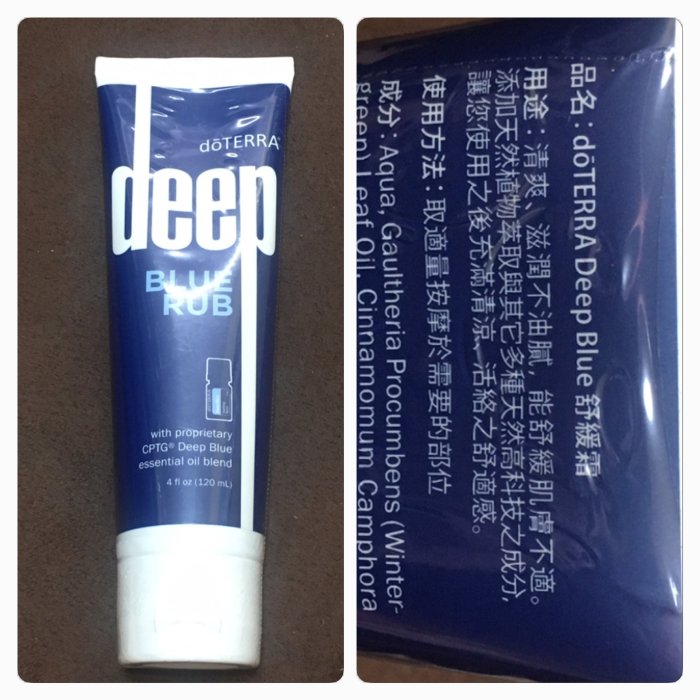 dōTERRA®
deep
BLUE
RUB
with proprietary
CPTG® Deep Blue
essential oil blend
4 fl oz (120 mL)
品名：dōTERRA Deep Blue 舒緩霜
用途：清爽、滋潤不油膩，能舒緩肌膚不適。
添加天然植物萃取與其它多種天然高科技之成分，
讓您使用之後充滿清涼、活絡之舒適感。
使用方法：取適量按摩於需要的部位
成分：Aqua, Gaultheria Procumbens (Winter-
green) Leaf Oil, Cinnamomum Camphora